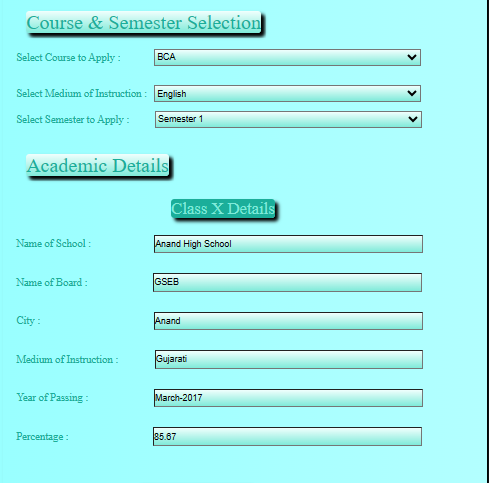 Course & Semester Selection
Select Course to Apply : BCA
Select Medium of Instruction : English
Select Semester to Apply : Semester 1
Academic Details
Class X Details
Name of School : Anand High School
Name of Board : GSEB
City : Anand
Medium of Instruction : Gujarati
Year of Passing : March-2017
Percentage : 85.67